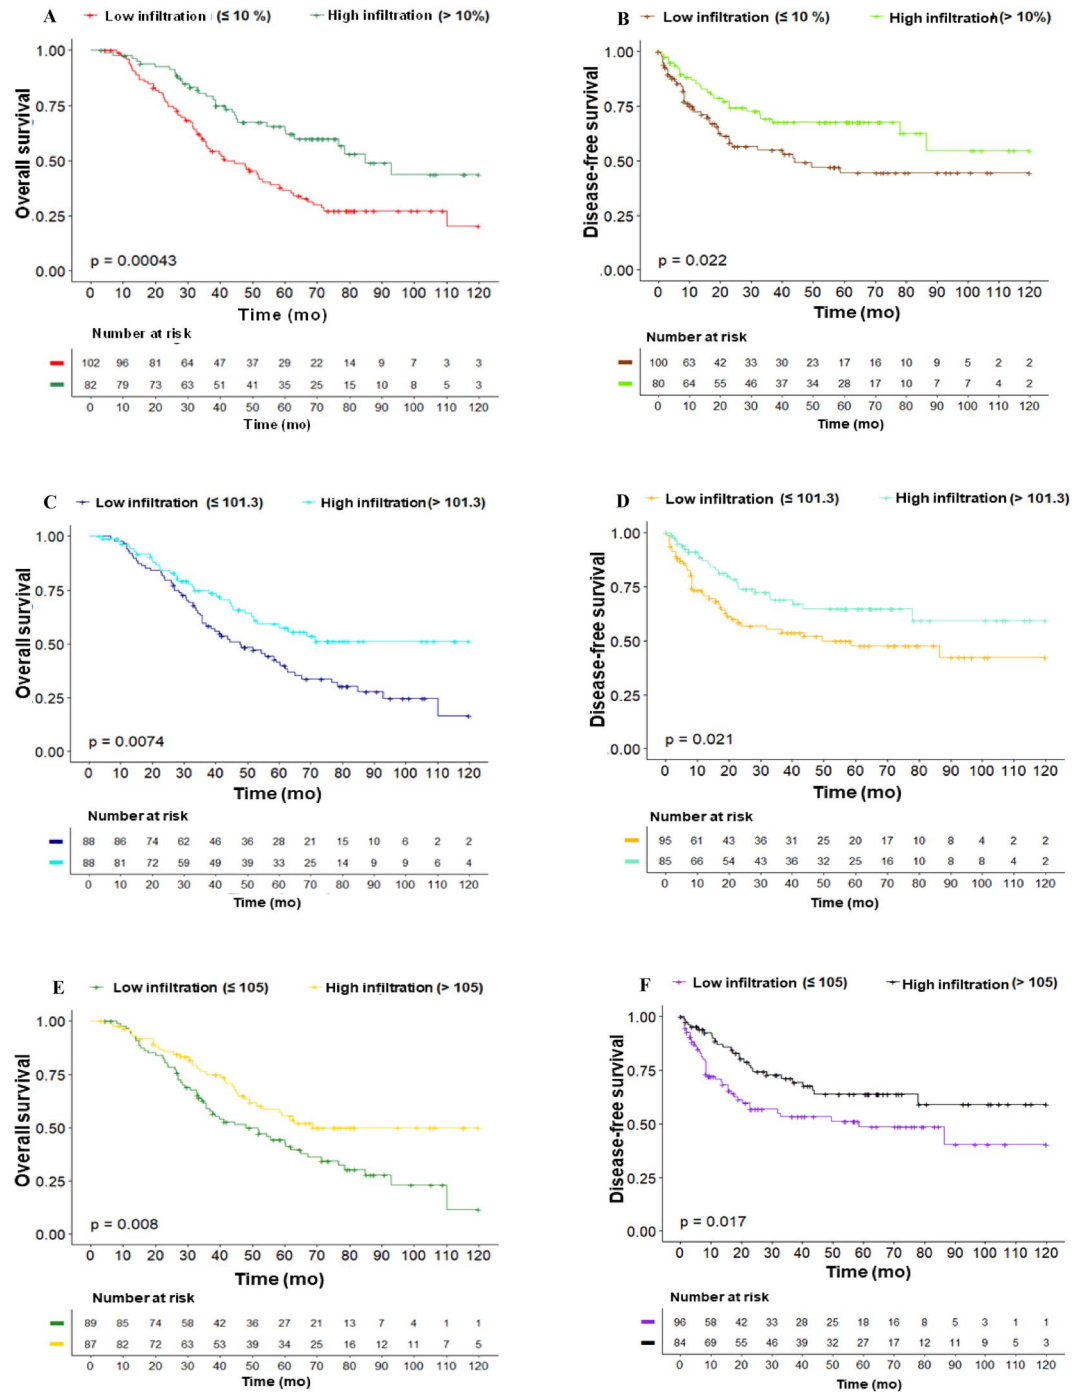 A Low infiltration (≤ 10 %) High infiltration (> 10%)
Overall survival
1.00
0.75
0.50
0.25
0.00
p = 0.00043
0 10 20 30 40 50 60 70 80 90 100 110 120
Time (mo)
Number at risk
102 96 81 64 47 37 29 22 14 9 7 3 3
82 79 73 63 51 41 35 25 15 10 8 5 3
0 10 20 30 40 50 60 70 80 90 100 110 120
Time (mo)
B Low infiltration (≤ 10 %) High infiltration (> 10%)
Disease-free survival
1.00
0.75
0.50
0.25
.0.00
p = 0.022
0 10 20 30 40 50 60 70 80 90 100 110 120
Time (mo)
Number at risk
100 63 42 33 30 23 17 16 10 9 5 2 2
80 64 55 46 37 34 28 17 10 7 7 4 2
0 10 20 30 40 50 60 70 80 90 100 110 120
Time (mo)
C Low infiltration (≤ 101.3) High infiltration (> 101.3)
Overall survival
1.00
0.75
0.50
0.25
0.00
p = 0.0074
0 10 20 30 40 50 60 70 80 90 100 110 120
Time (mo)
Number at risk
88 86 74 62 46 36 28 21 15 10 6 2 2
88 81 72 59 49 39 33 25 14 9 9 6 4
0 10 20 30 40 50 60 70 80 90 100 110 120
Time (mo)
D Low infiltration (≤ 101.3) High infiltration (> 101.3)
Disease-free survival
1.00
0.75
0.50
0.25
.0.00
p = 0.021
0 10 20 30 40 50 60 70 80 90 100 110 120
Time (mo)
Number at risk
95 61 43 36 31 25 20 17 10 8 4 2 2
85 66 54 43 36 32 25 16 10 8 8 4 2
0 10 20 30 40 50 60 70 80 90 100 110 120
Time (mo)
E Low infiltration (≤ 105) High infiltration (> 105)
Overall survival
1.00
0.75
0.50
0.25
0.00
p = 0.008
0 10 20 30 40 50 60 70 80 90 100 110 120
Time (mo)
Number at risk
89 85 74 58 42 36 27 21 13 7 4 1 1
87 82 72 63 53 39 34 25 16 12 11 7 5
0 10 20 30 40 50 60 70 80 90 100 110 120
Time (mo)
F Low infiltration (≤ 105) High infiltration (> 105)
Disease-free survival
1.00
0.75
0.50
0.25
0.00
p = 0.017
0 10 20 30 40 50 60 70 80 90 100 110 120
Time (mo)
Number at risk
96 58 42 33 28 25 18 16 8 5 3 1 1
84 69 55 46 39 32 27 17 12 11 9 5 3
0 10 20 30 40 50 60 70 80 90 100 110 120
Time (mo)